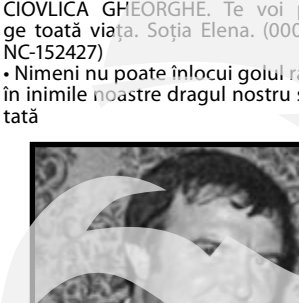 CIOVLICA GHEORGHE. Te voi
ge toată viața. Soția Elena. (000
NC-152427)
• Nimeni nu poate înlocui golul
în inimile noastre dragul nostru
tată